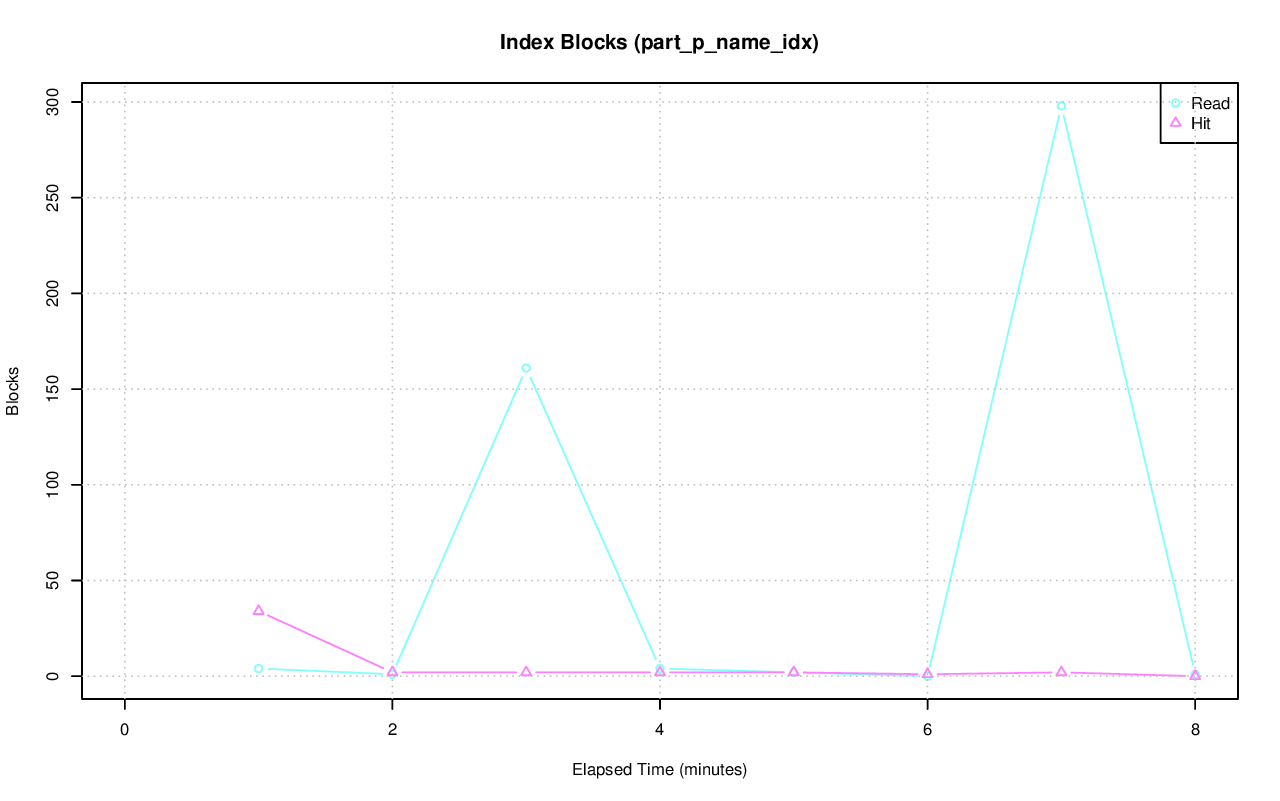 Index Blocks (part_p_name_idx)
Read
Hit
300
250
200
150
100
50
0
Blocks
0 2 4 6 8
Elapsed Time (minutes)